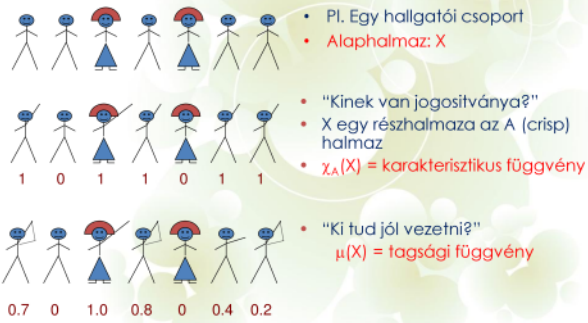 • Pl. Egy hallgatói csoport
• Alaphalmaz: X
• "Kinek van jogositványa?"
• X egy részhalmaza az A (crisp)
halmaz
• χA(X) = karakterisztikus függvény
1 0 1 1 0 1 1
• "Ki tud jól vezetni?"
μ(X) = tagsági függvény
0.7 0 1.0 0.8 0 0.4 0.2